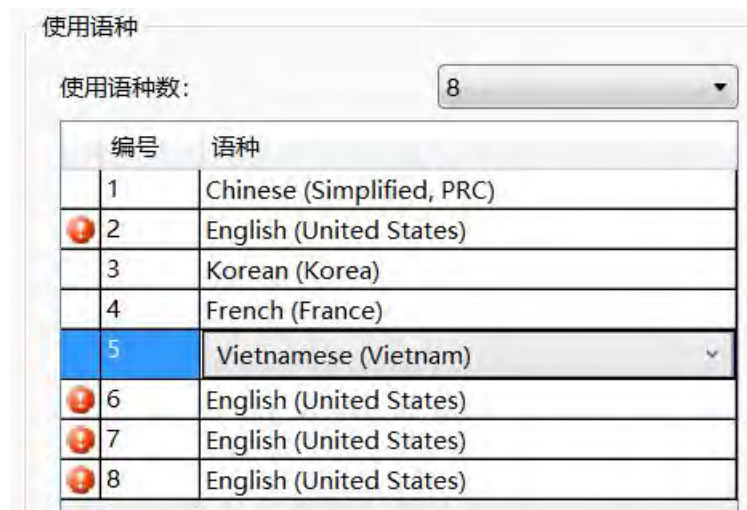 使用语种
使用语种数: 8
编号 语种
1 Chinese (Simplified, PRC)
2 English (United States)
3 Korean (Korea)
4 French (France)
5 Vietnamese (Vietnam)
6 English (United States)
7 English (United States)
8 English (United States)